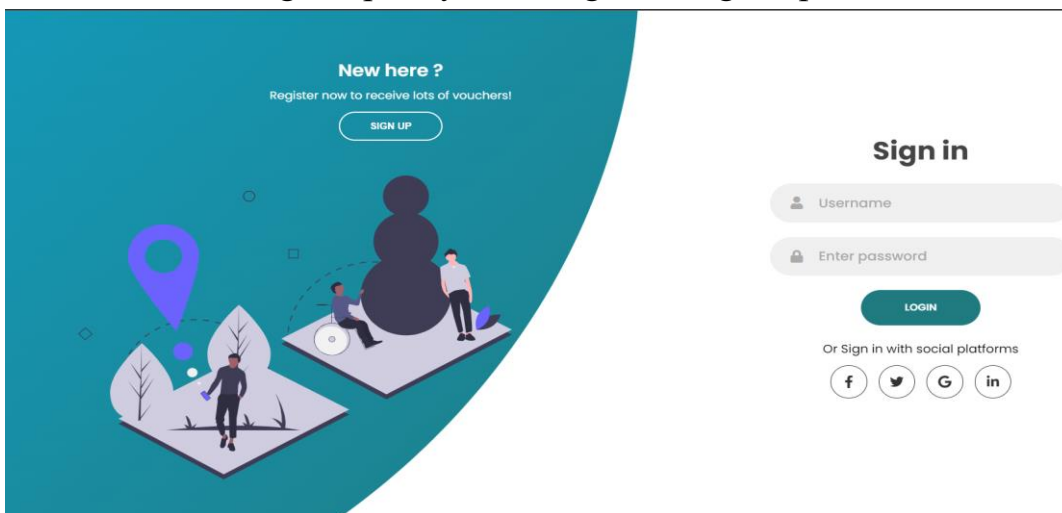 New here ?
Register now to receive lots of vouchers!
SIGN UP
Sign in
Username
Enter password
LOGIN
Or Sign in with social platforms
f G in